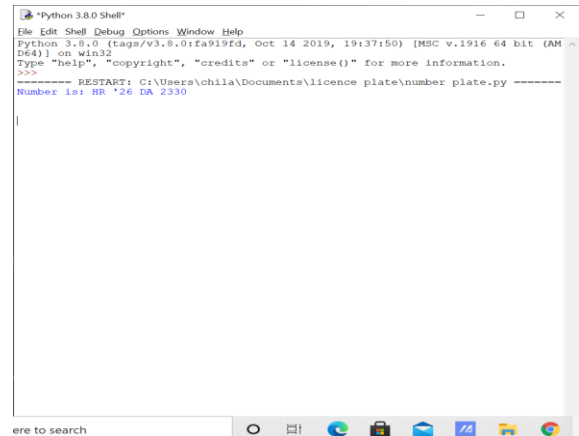 *Python 3.8.0 Shell*
File Edit Shell Debug Options Window Help
Python 3.8.0 (tags/v3.8.0:fa919fd, Oct 14 2019, 19:37:50) [MSC v.1916 64 bit (AM
D64)] on win32
Type "help", "copyright", "credits" or "license()" for more information.
>>>
======== RESTART: C:\Users\chila\Documents\licence plate\number plate.py =======
Number is: HR '26 DA 2330
ere to search